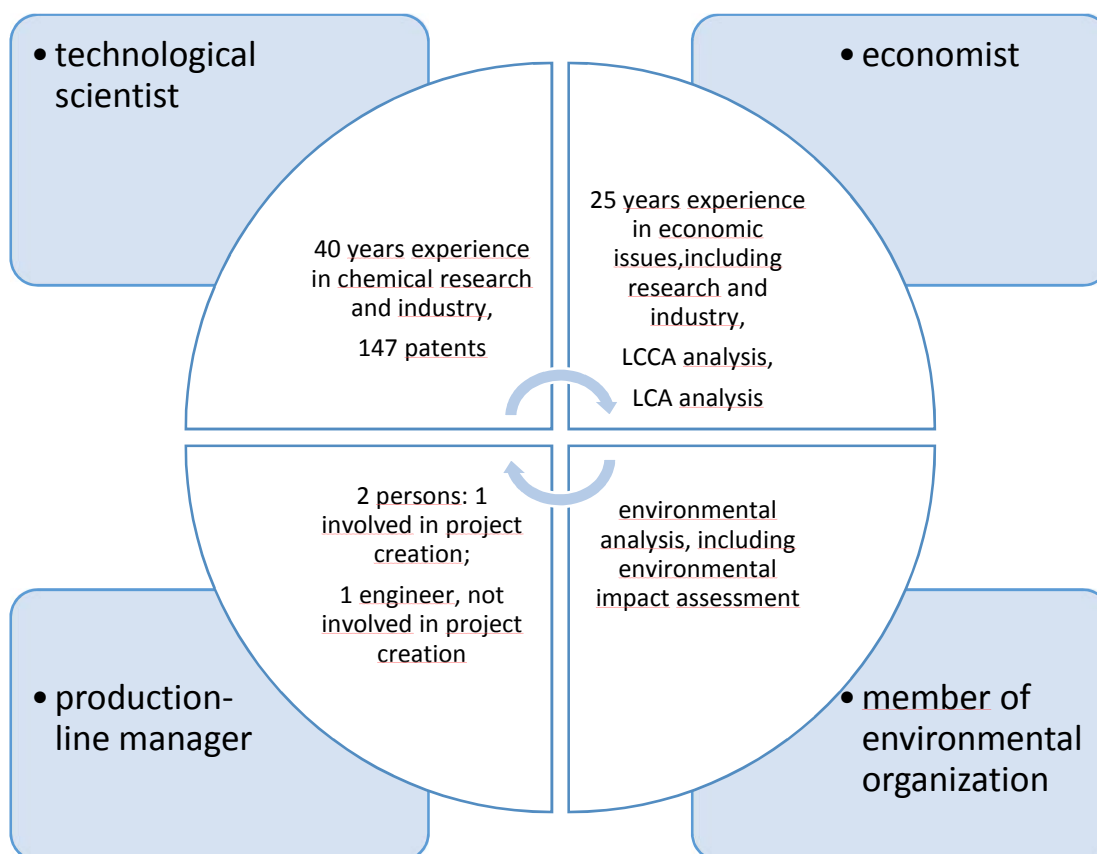 • technological
scientist
• economist
40 years experience
in chemical research
and industry,
147 patents
25 years experience
in economic
issues,including
research and
industry,
LCCA analysis,
LCA analysis
2 persons: 1
involved in project
creation;
1 engineer, not
involved in project
creation
environmental
analysis, including
environmental
impact assessment
• production-
line manager
• member of
environmental
organization